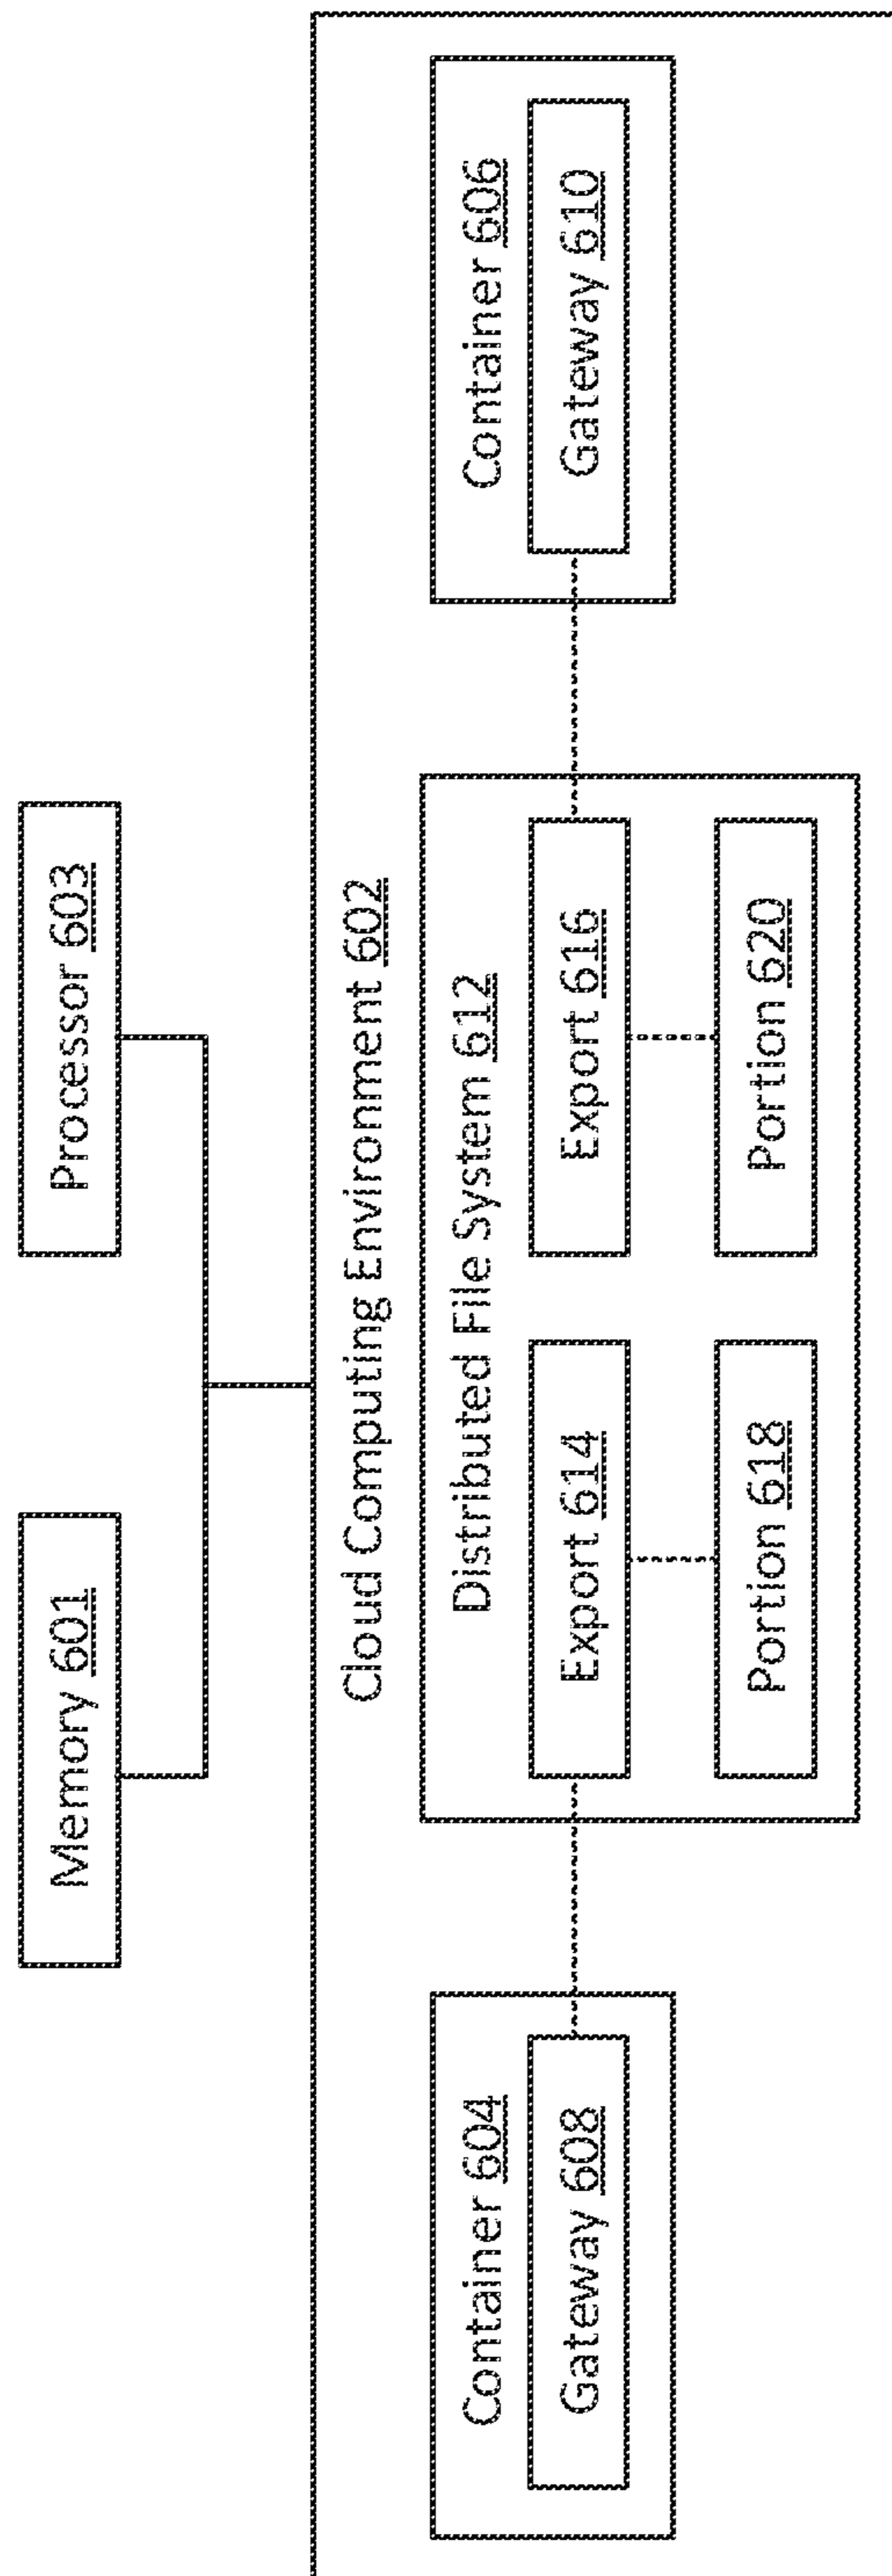 Memory 601
Processor 603
Cloud Computing Environment 602
Container 604
Gateway 608
Distributed File System 612
Export 614
Export 616
Portion 618
Portion 620
Container 606
Gateway 610